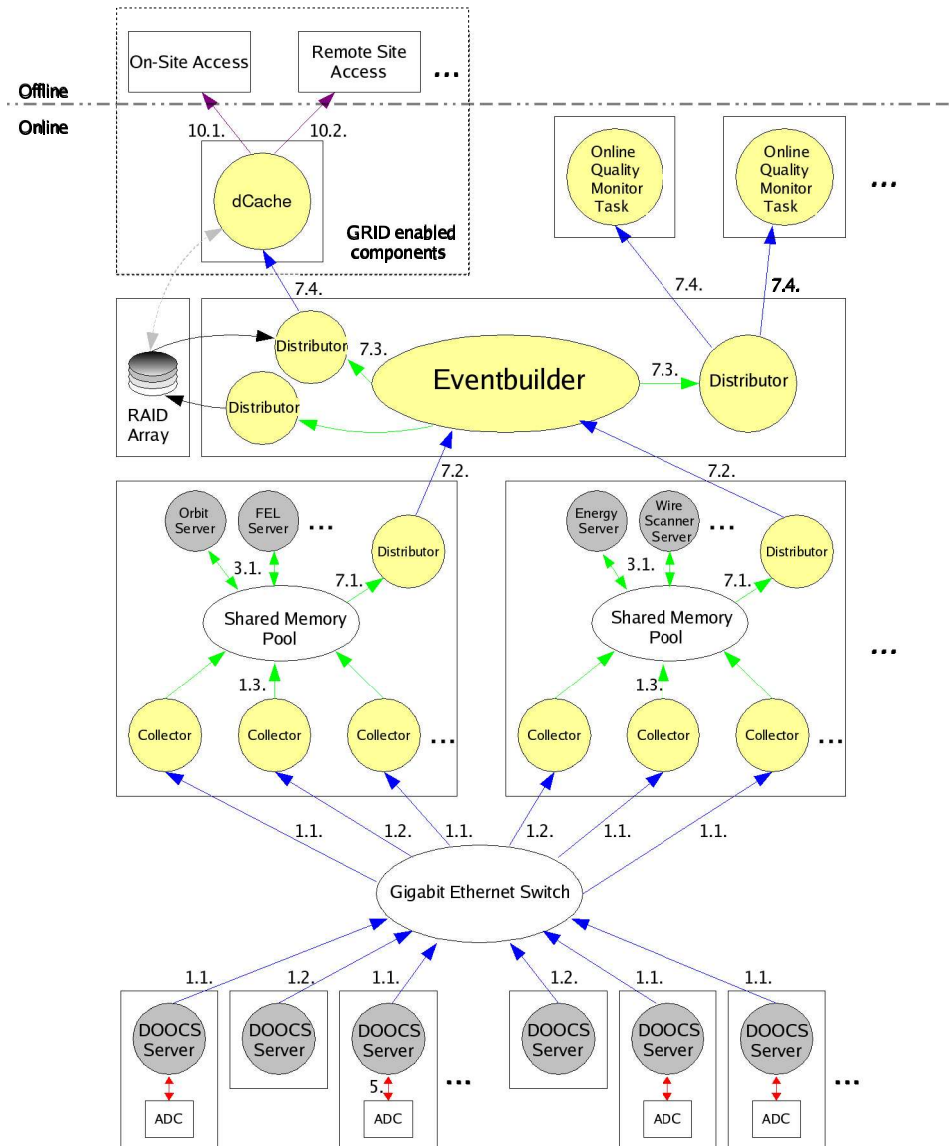 On-Site Access
Remote Site
Access
...
Offline
Online
10.1.
10.2.
dCache
GRID enabled
components
Online
Quality
Monitor
Task
Online
Quality
Monitor
Task
...
7.4.
7.4.
7.4.
RAID
Array
Distributor
Distributor
7.3.
Eventbuilder
7.3.
Distributor
7.2.
7.2.
Orbit
Server
FEL
Server
...
Distributor
3.1.
7.1.
Shared Memory
Pool
1.3.
Collector
Collector
Collector
...
Energy
Server
Wire
Scanner
Server
...
Distributor
3.1.
7.1.
Shared Memory
Pool
1.3.
Collector
Collector
Collector
...
...
1.1.
1.2.
1.1.
1.2.
1.1.
1.1.
Gigabit Ethernet Switch
1.1.
1.2.
1.1.
1.2.
1.1.
1.1.
DOOCS
Server
DOOCS
Server
DOOCS
Server
DOOCS
Server
DOOCS
Server
DOOCS
Server
5.
...
...
ADC
ADC
ADC
ADC